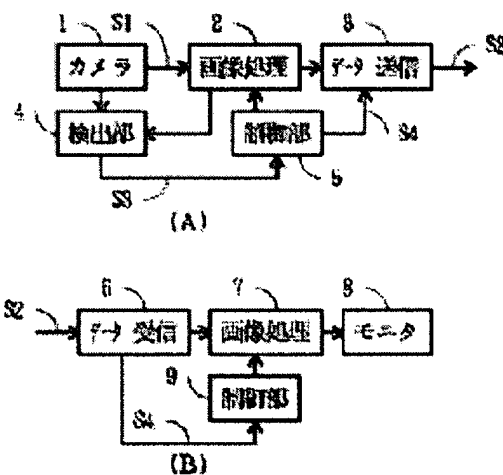 1 S1 2 3
カメラ 画像処理 データ 送信 S2
4 検出部 制御部 S4
S3 5
(A)
6 7 8
S2 データ 受信 画像処理 モニタ
9 制御部
S4
(B)